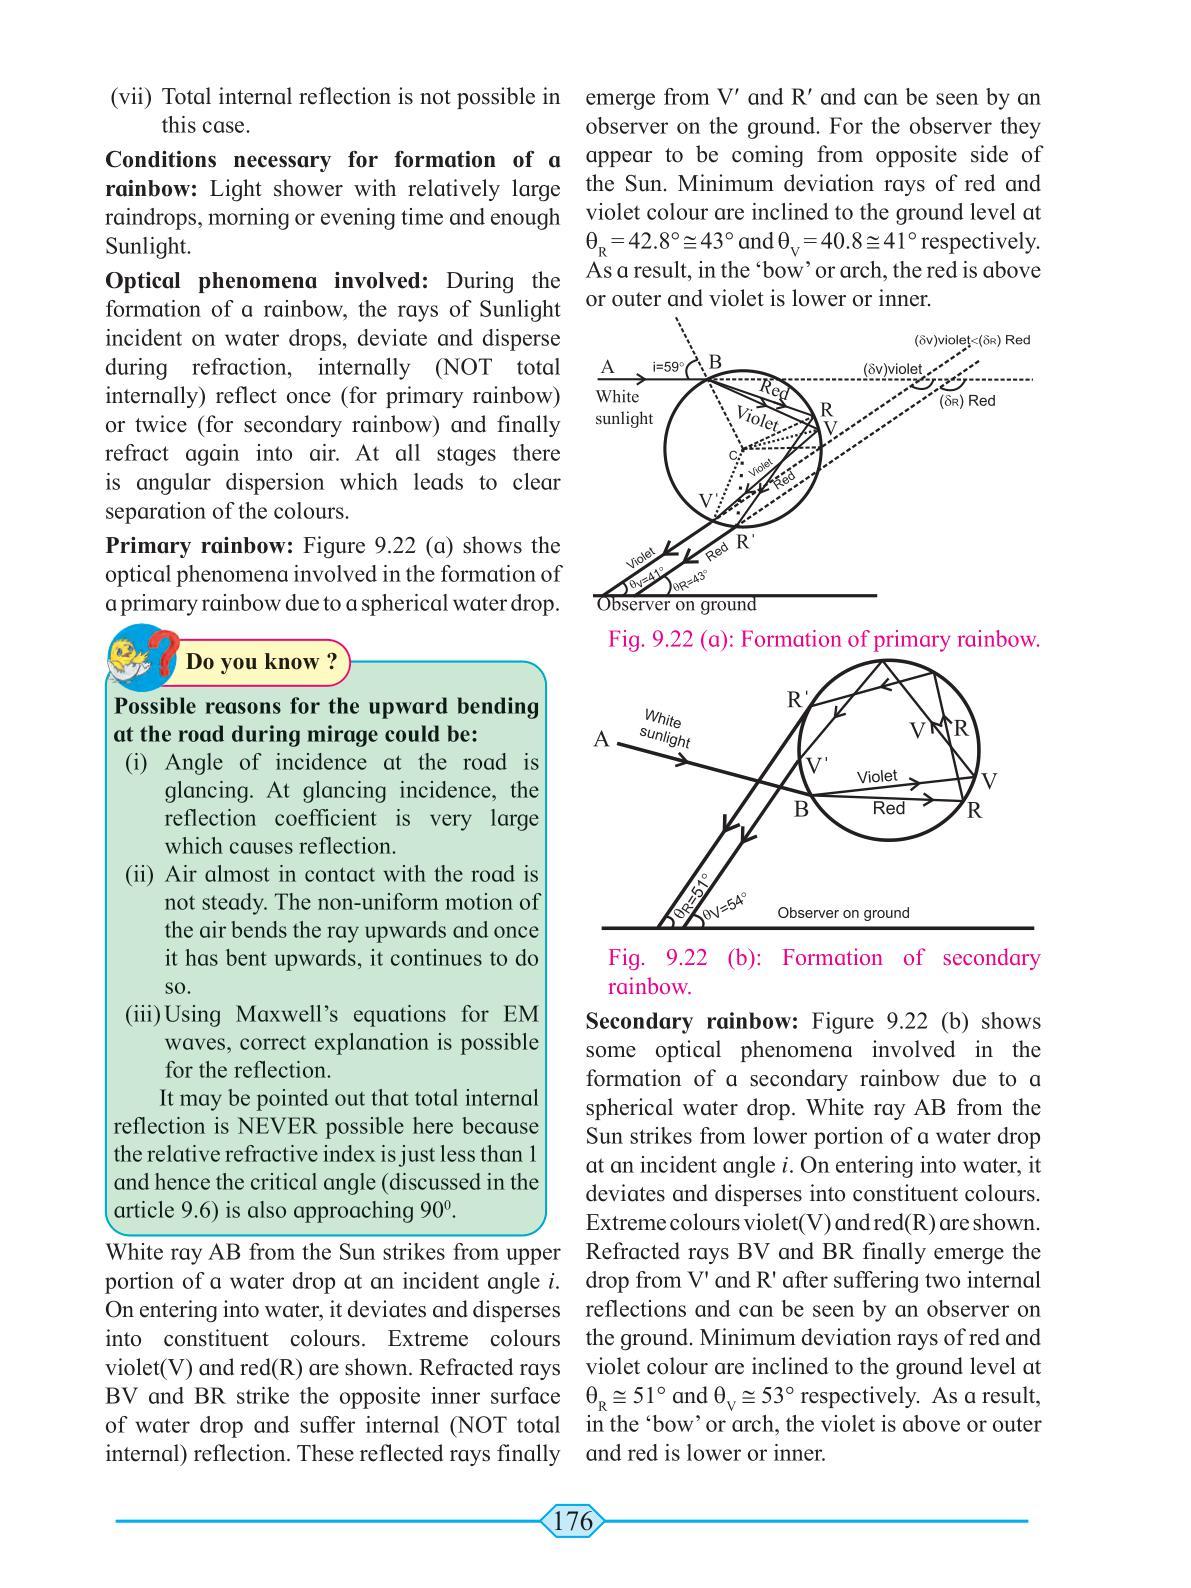 (vii) Total internal reflection is not possible in
this case.
Conditions necessary for formation of a
rainbow: Light shower with relatively large
raindrops, morning or evening time and enough
Sunlight.
Optical phenomena involved: During the
formation of a rainbow, the rays of Sunlight
incident on water drops, deviate and disperse
during refraction, internally (NOT total
internally) reflect once (for primary rainbow)
or twice (for secondary rainbow) and finally
refract again into air. At all stages there
is angular dispersion which leads to clear
separation of the colours.
Primary rainbow: Figure 9.22 (a) shows the
optical phenomena involved in the formation of
a primary rainbow due to a spherical water drop.
Do you know ?
Possible reasons for the upward bending
at the road during mirage could be:
(i) Angle of incidence at the road is
glancing. At glancing incidence, the
reflection coefficient is very large
which causes reflection.
(ii) Air almost in contact with the road is
not steady. The non-uniform motion of
the air bends the ray upwards and once
it has bent upwards, it continues to do
so.
(iii) Using Maxwell's equations for EM
waves, correct explanation is possible
for the reflection.
It may be pointed out that total internal
reflection is NEVER possible here because
the relative refractive index is just less than 1
and hence the critical angle (discussed in the
article 9.6) is also approaching 90⁰.
White ray AB from the Sun strikes from upper
portion of a water drop at an incident angle i.
On entering into water, it deviates and disperses
into constituent colours. Extreme colours
violet(V) and red(R) are shown. Refracted rays
BV and BR strike the opposite inner surface
of water drop and suffer internal (NOT total
internal) reflection. These reflected rays finally
emerge from V′ and R′ and can be seen by an
observer on the ground. For the observer they
appear to be coming from opposite side of
the Sun. Minimum deviation rays of red and
violet colour are inclined to the ground level at
θR = 42.8° ≅ 43° and θV = 40.8 ≅ 41° respectively.
As a result, in the ‘bow’ or arch, the red is above
or outer and violet is lower or inner.
(δv)violet<(δR) Red
A
i=59°
B
(δv)violet
White
sunlight
Red
(δR) Red
Violet
R
V
C
Violet
Red
V'
R'
Violet
Red
θV=41°
θR=43°
Observer on ground
Fig. 9.22 (a): Formation of primary rainbow.
R'
A
White
sunlight
V
R
V'
Violet
V
B
Red
R
θR=51°
θV=54°
Observer on ground
Fig. 9.22 (b): Formation of secondary
rainbow.
Secondary rainbow: Figure 9.22 (b) shows
some optical phenomena involved in the
formation of a secondary rainbow due to a
spherical water drop. White ray AB from the
Sun strikes from lower portion of a water drop
at an incident angle i. On entering into water, it
deviates and disperses into constituent colours.
Extreme colours violet(V) and red(R) are shown.
Refracted rays BV and BR finally emerge the
drop from V' and R' after suffering two internal
reflections and can be seen by an observer on
the ground. Minimum deviation rays of red and
violet colour are inclined to the ground level at
θR ≅ 51° and θV ≅ 53° respectively. As a result,
in the ‘bow’ or arch, the violet is above or outer
and red is lower or inner.
176